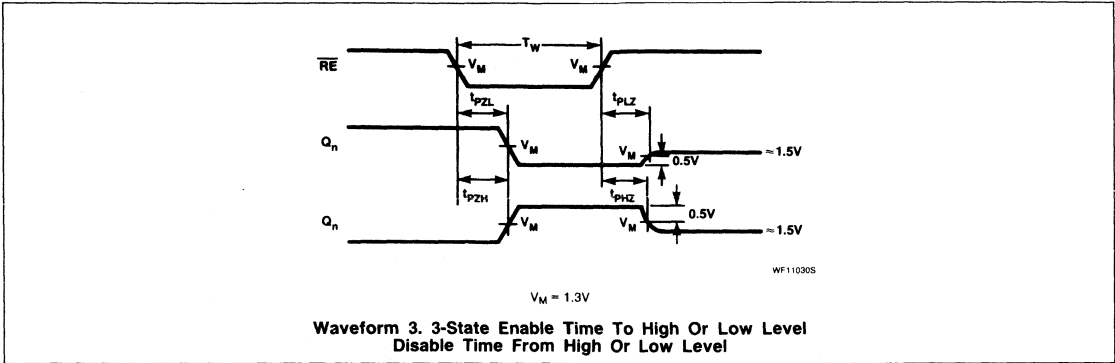 T_W
R̅E̅
V_M V_M
t_PZL t_PLZ
Q_n
V_M V_M
0.5V
≈1.5V
t_PZH t_PHZ
0.5V
Q_n
V_M V_M
≈1.5V
WF11030S
V_M = 1.3V
Waveform 3. 3-State Enable Time To High Or Low Level
Disable Time From High Or Low Level